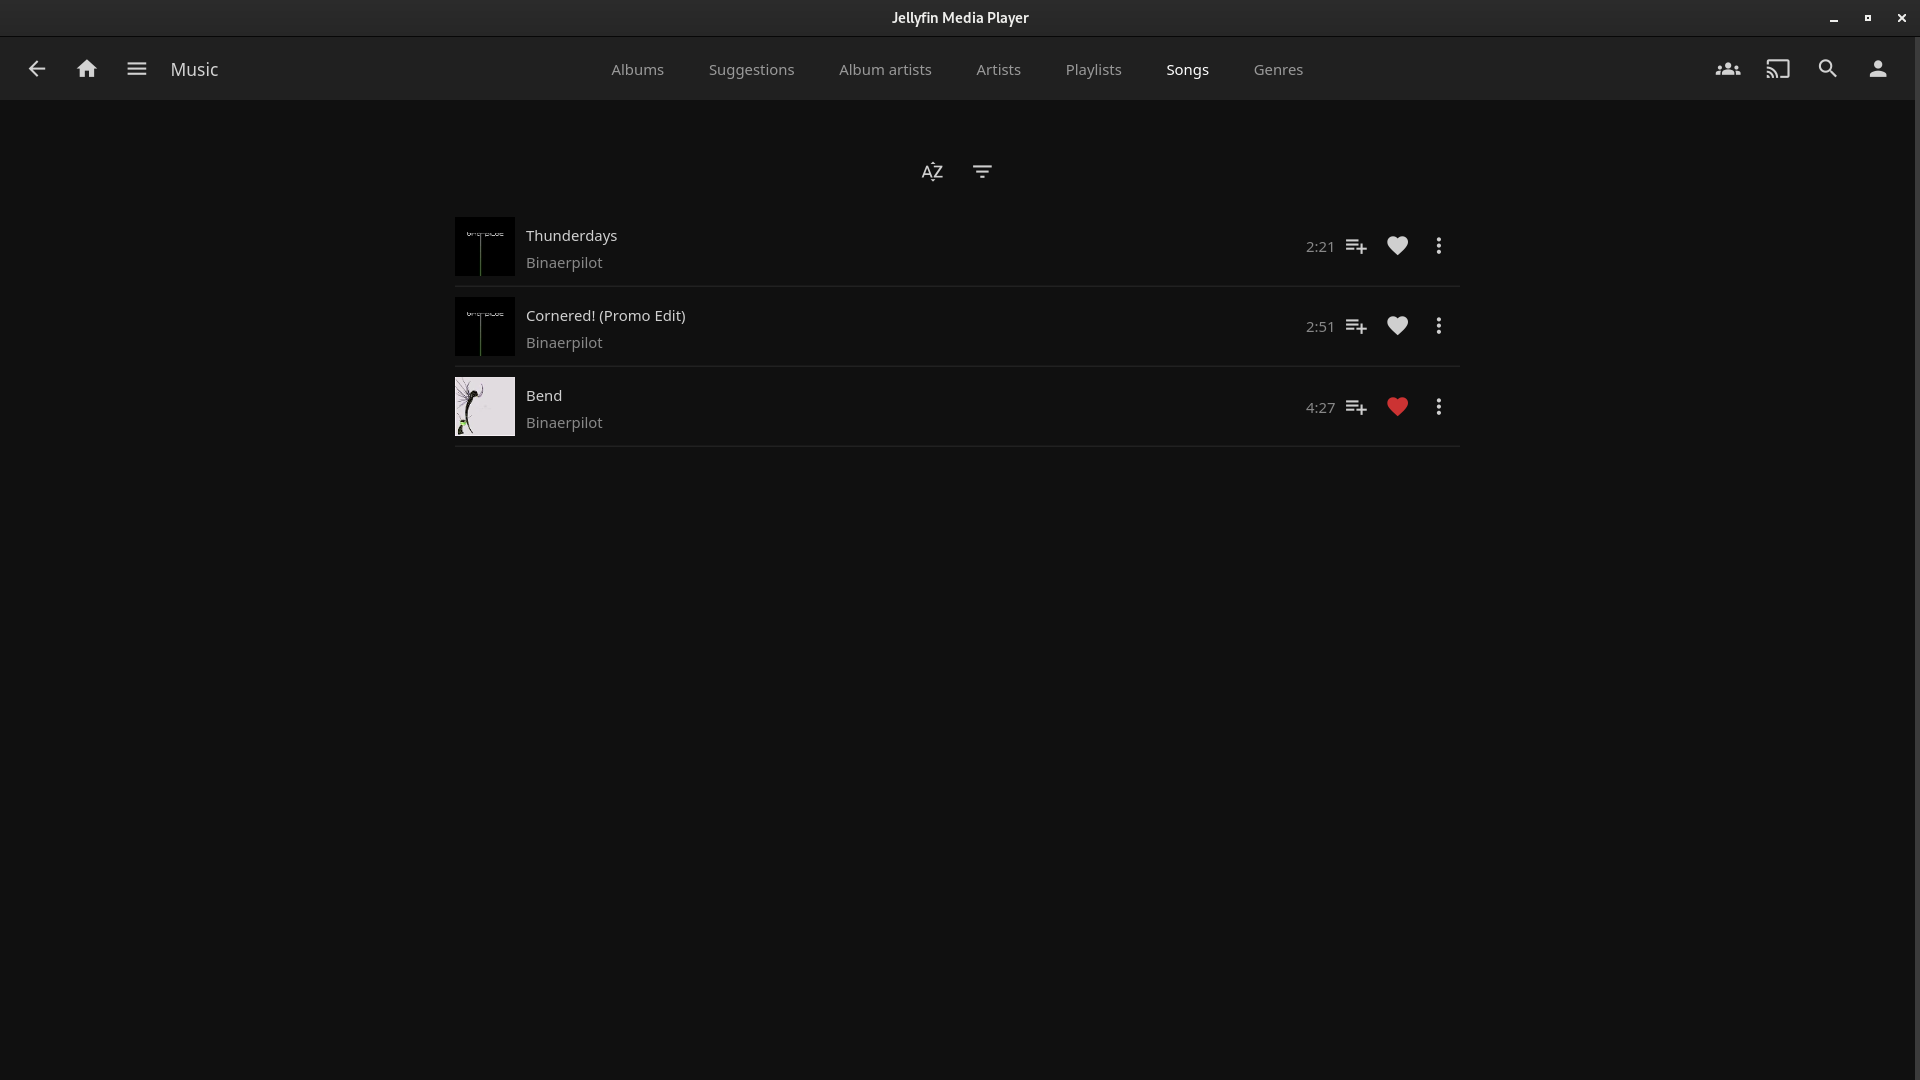 Jellyfin Media Player
Music
Albums Suggestions Album artists Artists Playlists Songs Genres
AZ
Thunderdays
Binaerpilot
2:21
Cornered! (Promo Edit)
Binaerpilot
2:51
Bend
Binaerpilot
4:27